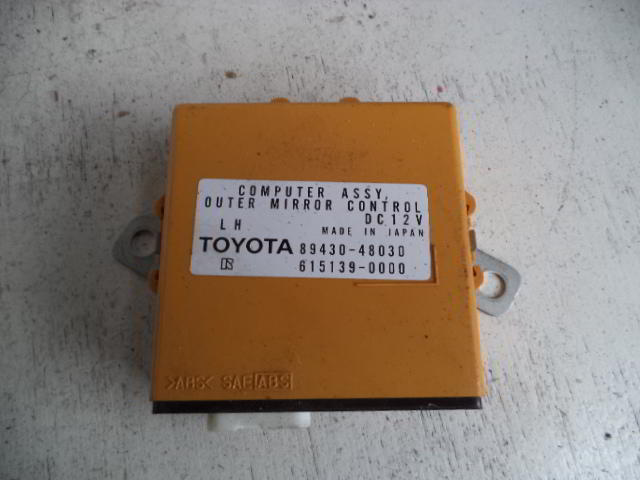 COMPUTER ASSY,
OUTER MIRROR CONTROL
DC12V
LH
MADE IN JAPAN
TOYOTA 89430-48030
615139-0000
>ABS< SAE ABS